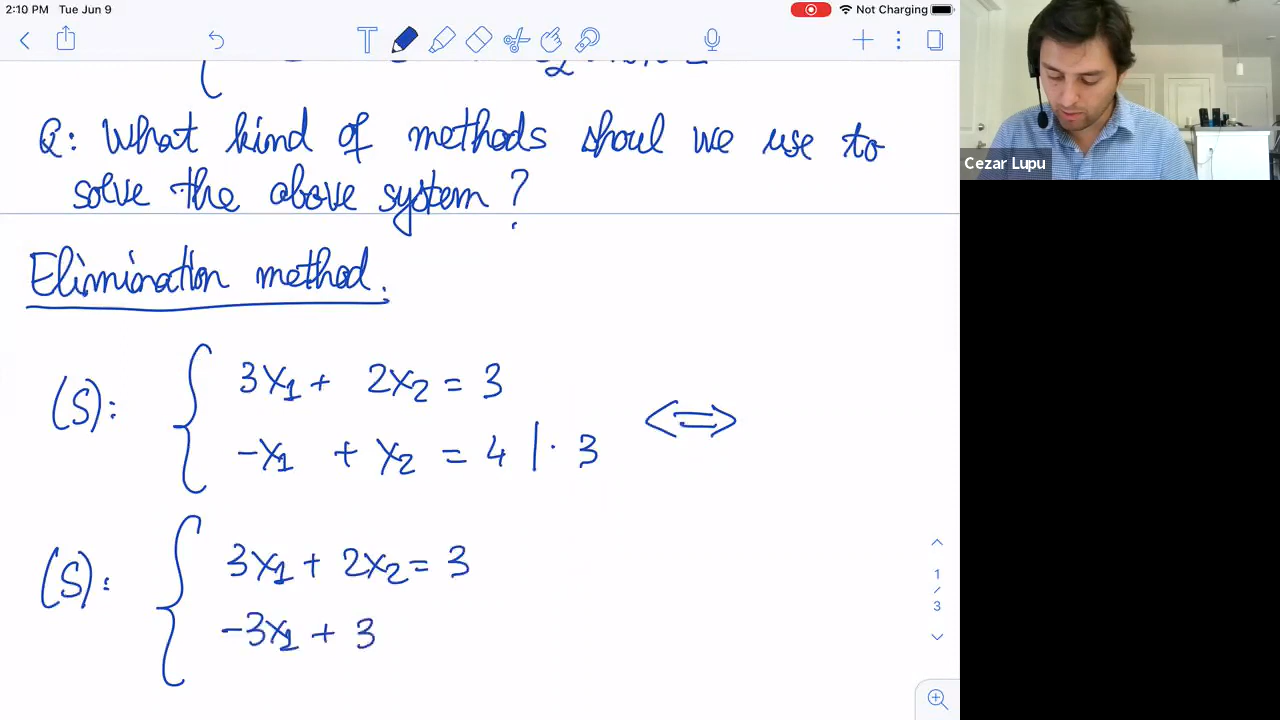 2:10 PM Tue Jun 9
Not Charging
T
Q: What kind of methods shoul we use to
solve the above system?
Elimination method.
(S): { 3x₁ + 2x₂ = 3
-x₁ + x₂ = 4 | · 3 ⟺
(S): { 3x₁ + 2x₂ = 3
-3x₁ + 3
1
/
3
Cezar Lupu